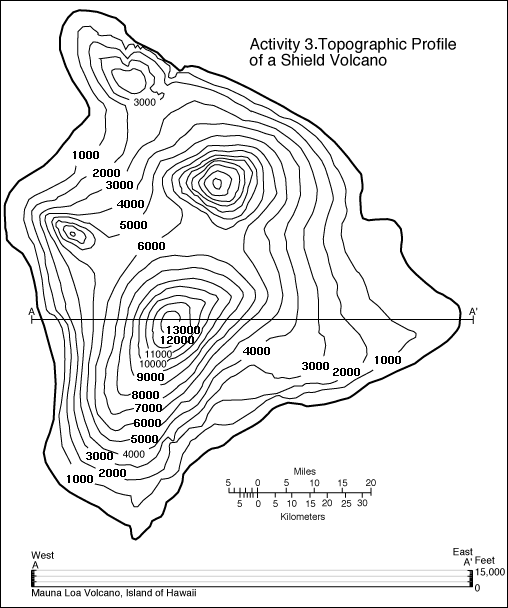 Activity 3.Topographic Profile
of a Shield Volcano
3000
1000
2000
3000
4000
5000
6000
A
A'
13000
12000
11000
10000
9000
8000
7000
6000
5000
4000
3000
2000
1000
4000
3000
2000
1000
Miles
5 0 5 10 15 20
5 0 5 10 15 20 25 30
Kilometers
West
A
East
A' Feet
15,000
0
Mauna Loa Volcano, Island of Hawaii